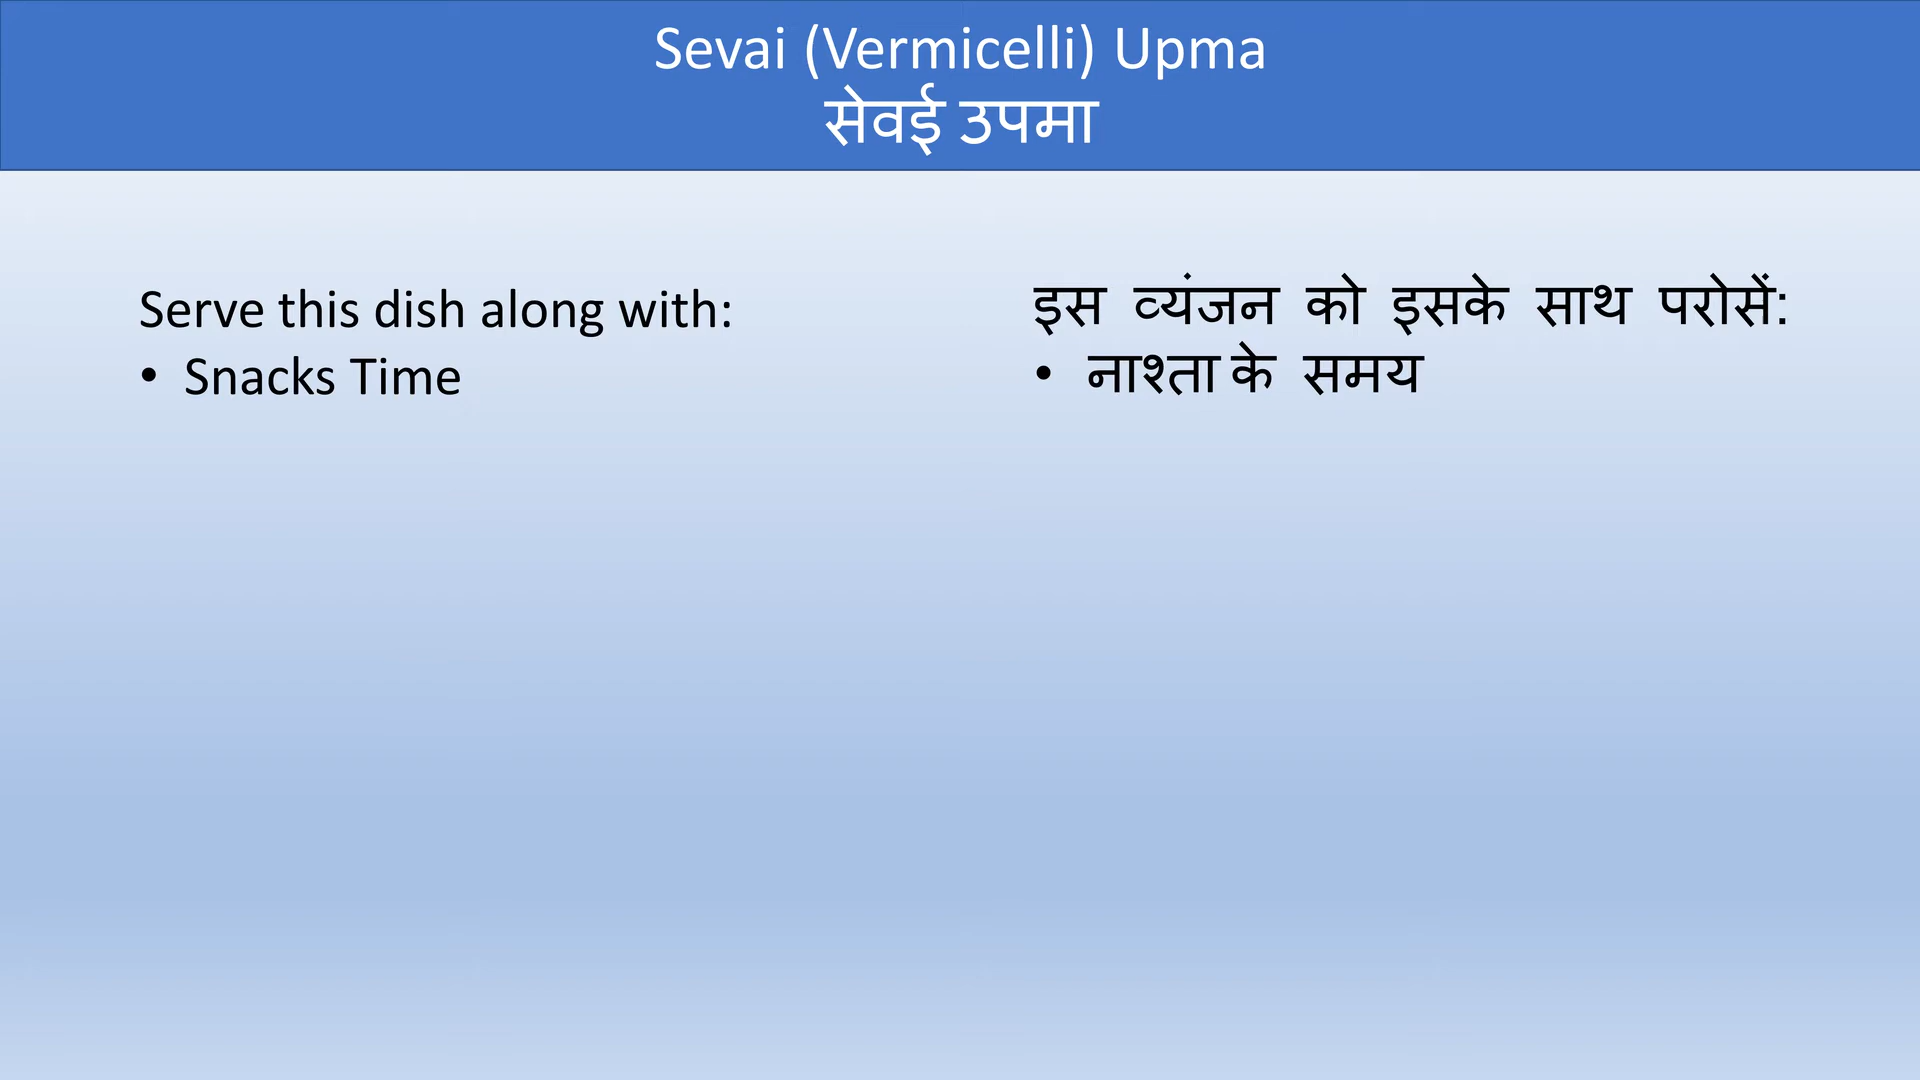 Sevai (Vermicelli) Upma
सेवई उपमा
Serve this dish along with:
• Snacks Time
इस व्यंजन को इसके साथ परोसें:
• नाश्ता के समय